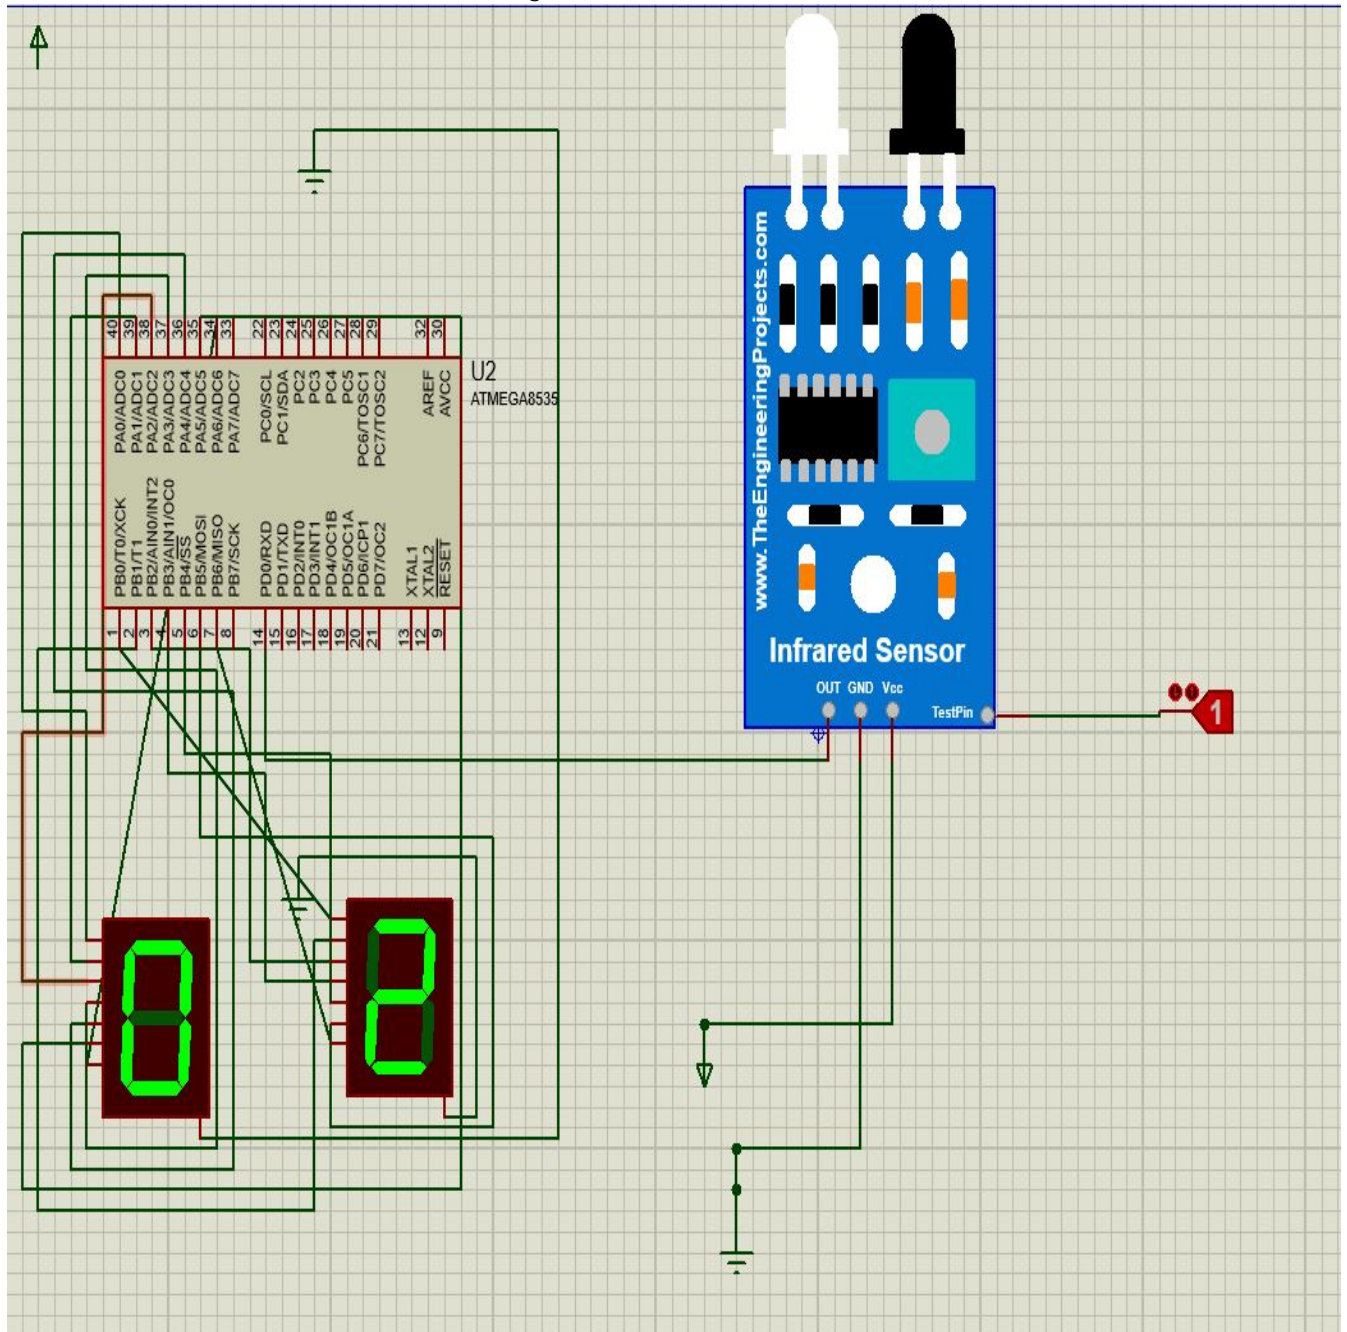 40
39
38
37
36
35
34
33
22
23
24
25
26
27
28
29
32
30
PA0/ADC0
PA1/ADC1
PA2/ADC2
PA3/ADC3
PA4/ADC4
PA5/ADC5
PA6/ADC6
PA7/ADC7
PC0/SCL
PC1/SDA
PC2
PC3
PC4
PC5
PC6/TOSC1
PC7/TOSC2
AREF
AVCC
U2
ATMEGA8535
PB0/T0/XCK
PB1/T1
PB2/AIN0/INT2
PB3/AIN1/OC0
PB4/SS
PB5/MOSI
PB6/MISO
PB7/SCK
PD0/RXD
PD1/TXD
PD2/INT0
PD3/INT1
PD4/OC1B
PD5/OC1A
PD6/ICP1
PD7/OC2
XTAL1
XTAL2
RESET
1
2
3
4
5
6
7
8
14
15
16
17
18
19
20
21
13
12
9
www.TheEngineeringProjects.com
Infrared Sensor
OUT GND Vcc
TestPin
1
0
2